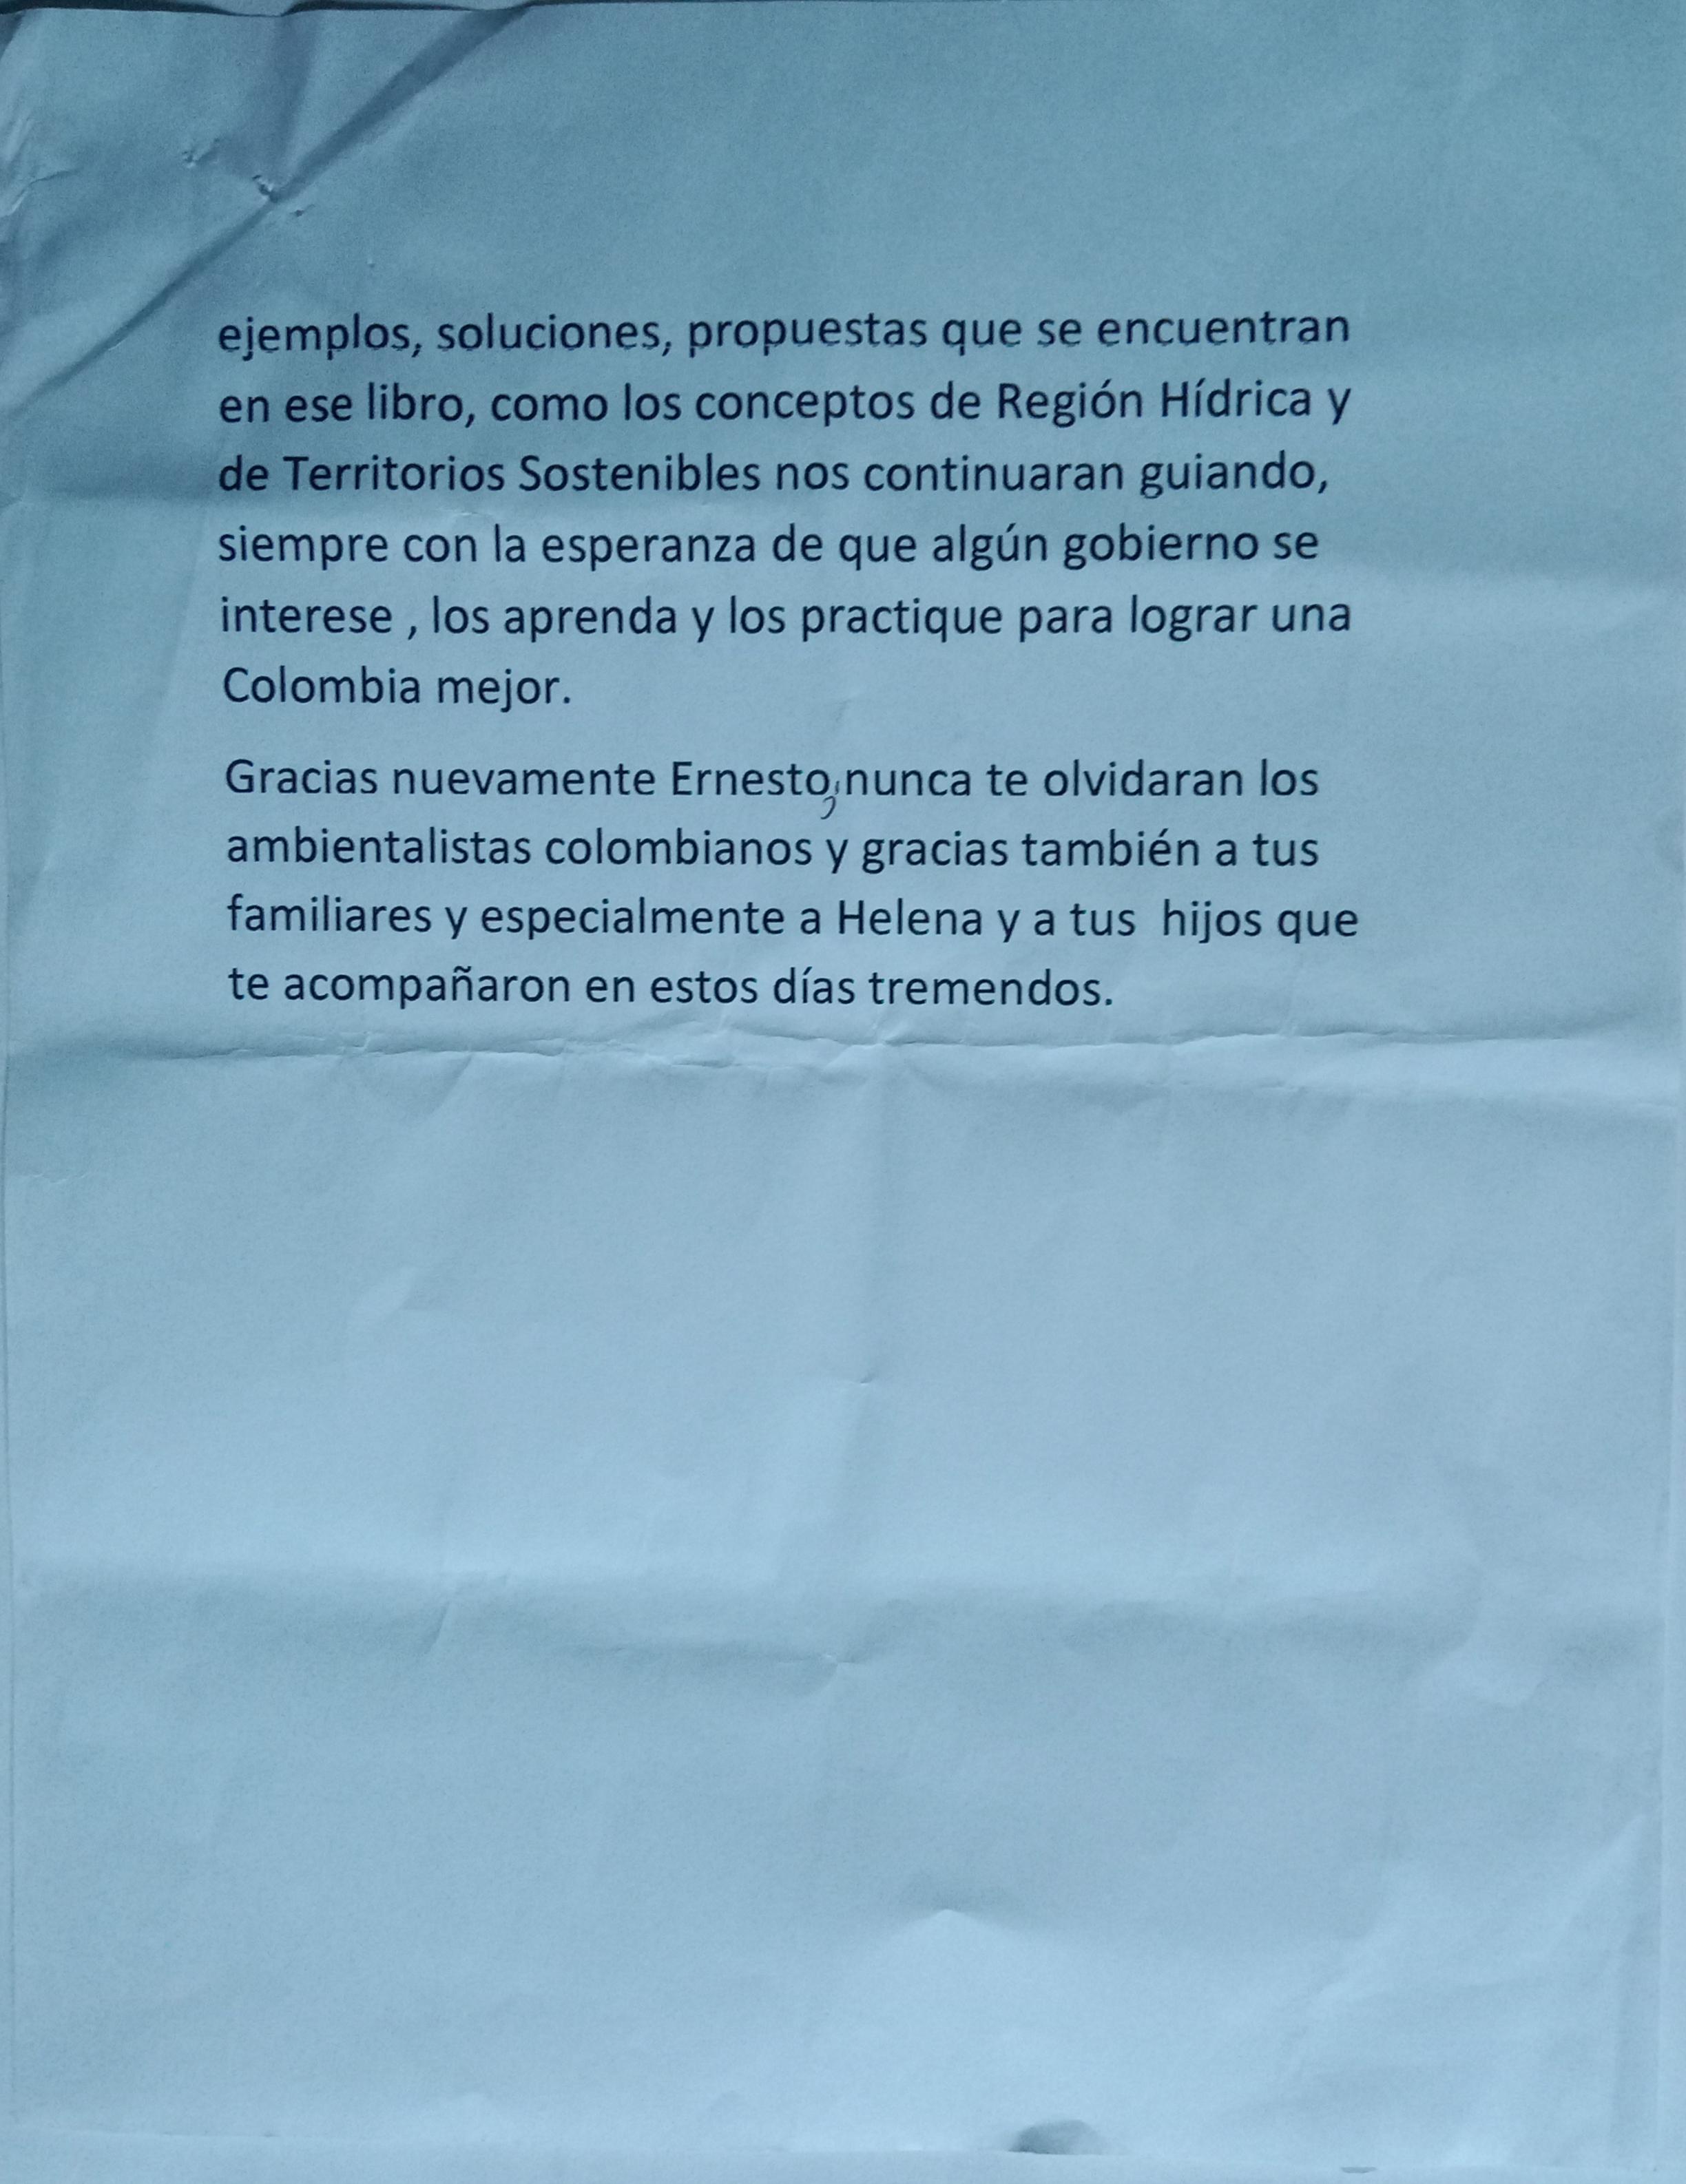 ejemplos, soluciones, propuestas que se encuentran
en ese libro, como los conceptos de Región Hídrica y
de Territorios Sostenibles nos continuaran guiando,
siempre con la esperanza de que algún gobierno se
interese , los aprenda y los practique para lograr una
Colombia mejor.
Gracias nuevamente Ernesto, nunca te olvidaran los
ambientalistas colombianos y gracias también a tus
familiares y especialmente a Helena y a tus  hijos que
te acompañaron en estos días tremendos.